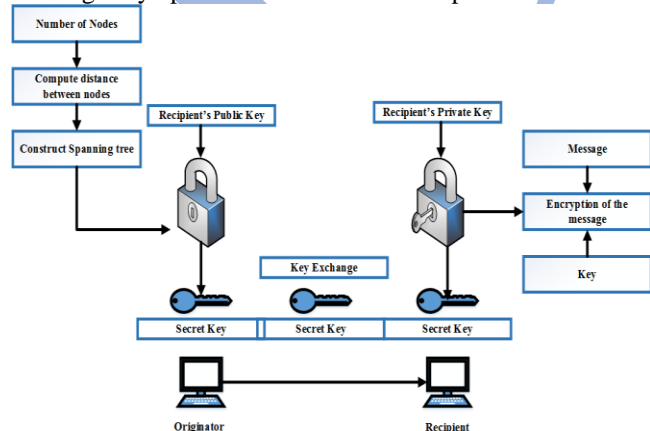 Number of Nodes
Compute distance
between nodes
Construct Spanning tree
Recipient's Public Key
Recipient's Private Key
Message
Encryption of the
message
Key
Key Exchange
Secret Key
Secret Key
Secret Key
Originator
Recipient